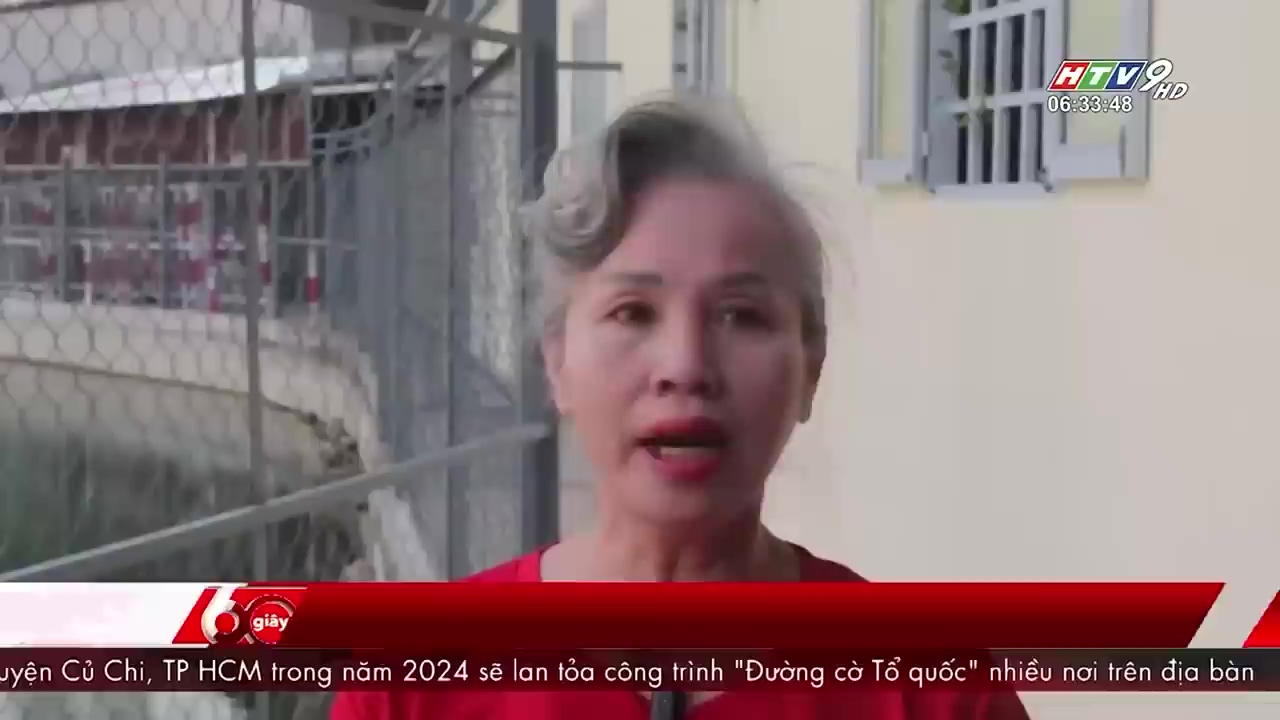 HTV9 HD
06:33:48
60 giây
uyện Củ Chi, TP HCM trong năm 2024 sẽ lan tỏa công trình "Đường cờ Tổ quốc" nhiều nơi trên địa bàn